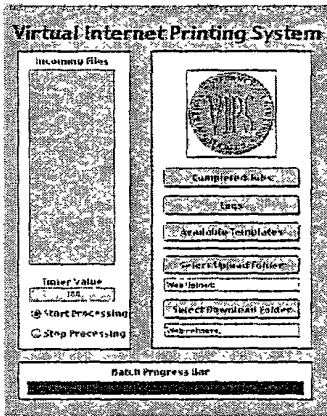 Virtual Internet Printing System
Incoming Files
VIPS
Completed Jobs
Logs
Available Templates
Timer Value
Select Upload Folder
Start Processing
Select Download Folder
Stop Processing
Batch Progress Bar